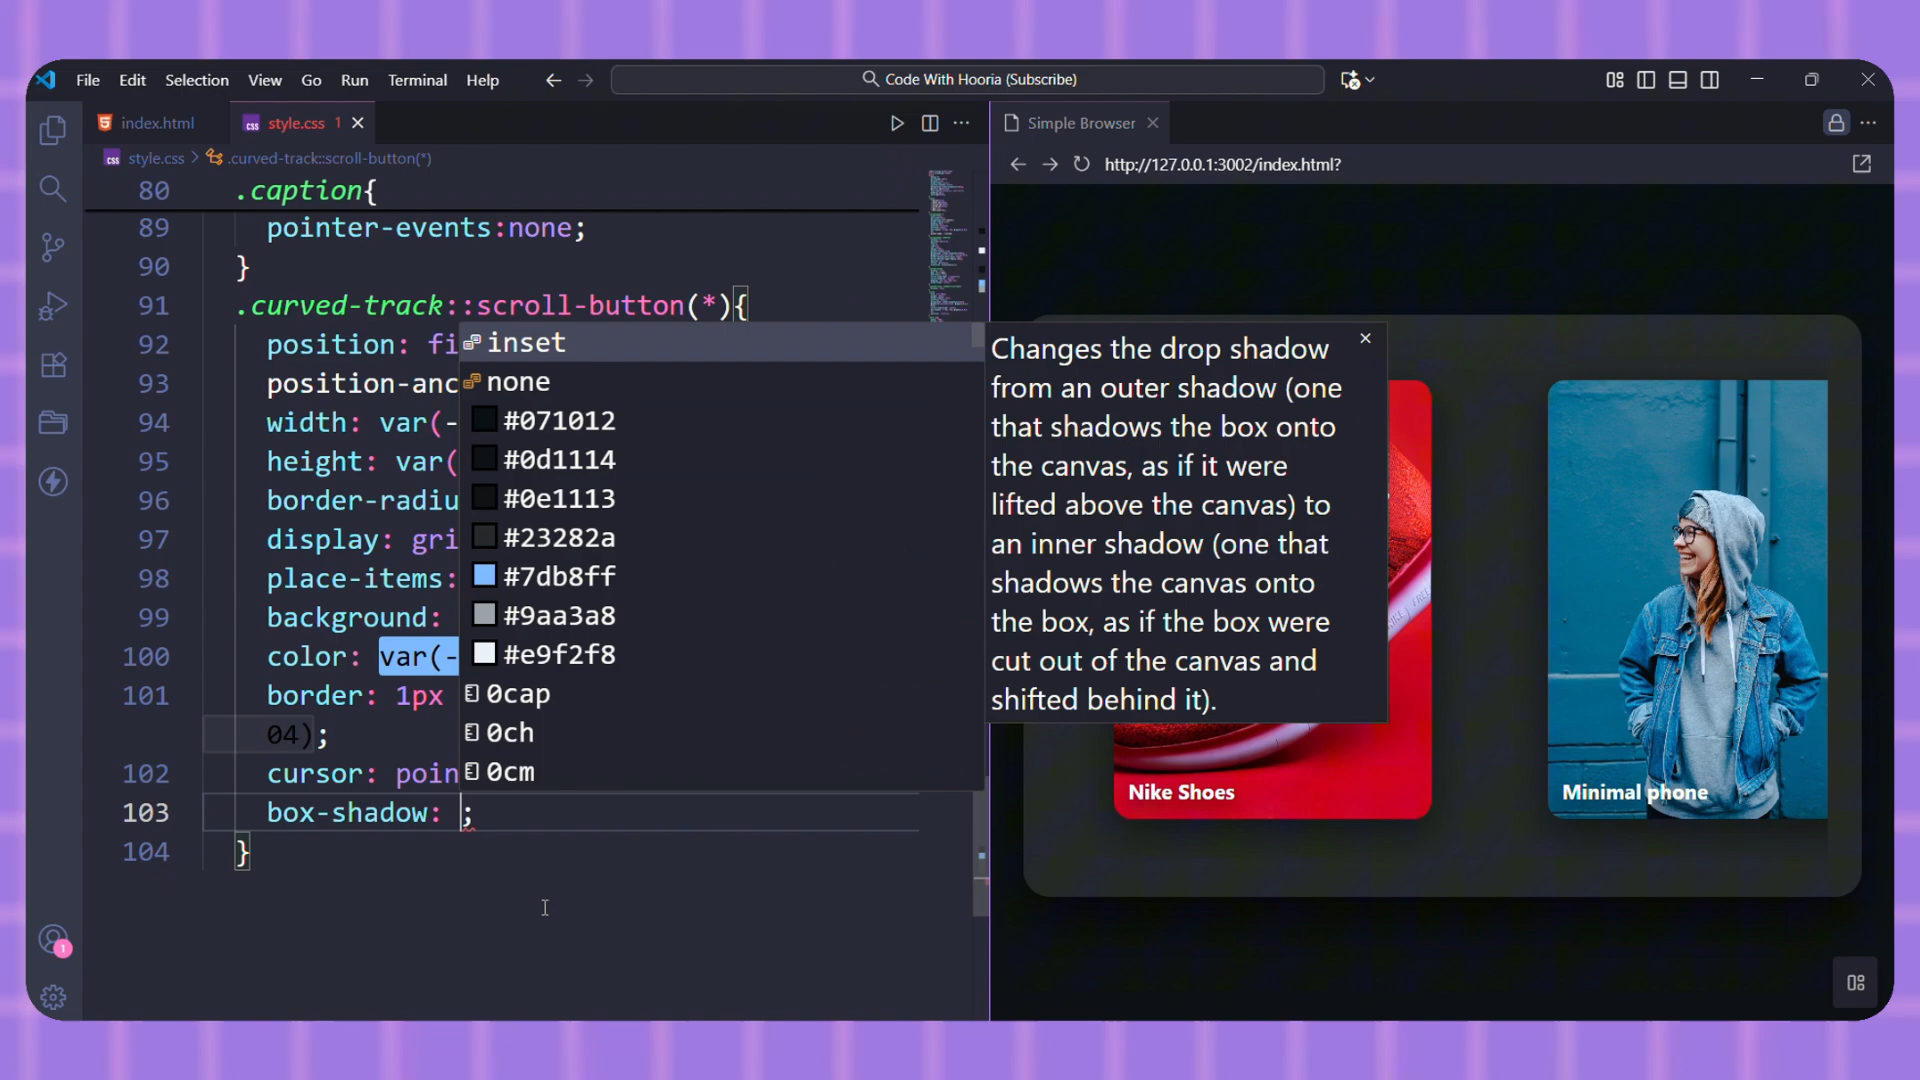 File Edit Selection View Go Run Terminal Help
Code With Hooria (Subscribe)
index.html
style.css 1
Simple Browser
style.css > .curved-track::scroll-button(*)
http://127.0.0.1:3002/index.html?
80 .caption{
89 pointer-events:none;
90 }
91 .curved-track::scroll-button(*){
92 position: fi
93 position-anc
94 width: var(-
95 height: var(
96 border-radiu
97 display: gri
98 place-items:
99 background:
100 color: var(-
101 border: 1px
04);
102 cursor: poin
103 box-shadow: ;
104 }
inset
none
#071012
#0d1114
#0e1113
#23282a
#7db8ff
#9aa3a8
#e9f2f8
0cap
0ch
0cm
Changes the drop shadow
from an outer shadow (one
that shadows the box onto
the canvas, as if it were
lifted above the canvas) to
an inner shadow (one that
shadows the canvas onto
the box, as if the box were
cut out of the canvas and
shifted behind it).
Nike Shoes
Minimal phone
1